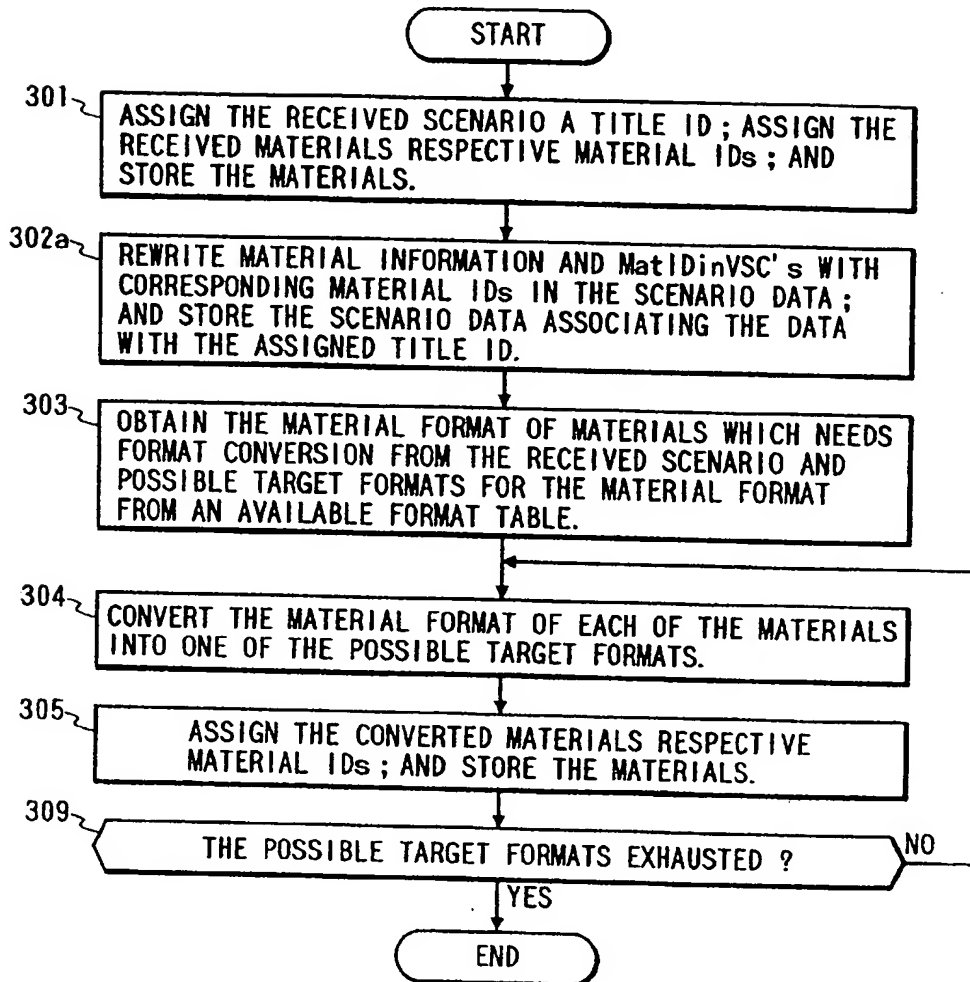 START
301
ASSIGN THE RECEIVED SCENARIO A TITLE ID ; ASSIGN THE
RECEIVED MATERIALS RESPECTIVE MATERIAL IDs ; AND
STORE THE MATERIALS.
302a
REWRITE MATERIAL INFORMATION AND MatIDinVSC's WITH
CORRESPONDING MATERIAL IDs IN THE SCENARIO DATA ;
AND STORE THE SCENARIO DATA ASSOCIATING THE DATA
WITH THE ASSIGNED TITLE ID.
303
OBTAIN THE MATERIAL FORMAT OF MATERIALS WHICH NEEDS
FORMAT CONVERSION FROM THE RECEIVED SCENARIO AND
POSSIBLE TARGET FORMATS FOR THE MATERIAL FORMAT
FROM AN AVAILABLE FORMAT TABLE.
304
CONVERT THE MATERIAL FORMAT OF EACH OF THE MATERIALS
INTO ONE OF THE POSSIBLE TARGET FORMATS.
305
ASSIGN THE CONVERTED MATERIALS RESPECTIVE
MATERIAL IDs ; AND STORE THE MATERIALS.
309
THE POSSIBLE TARGET FORMATS EXHAUSTED ?
NO
YES
END